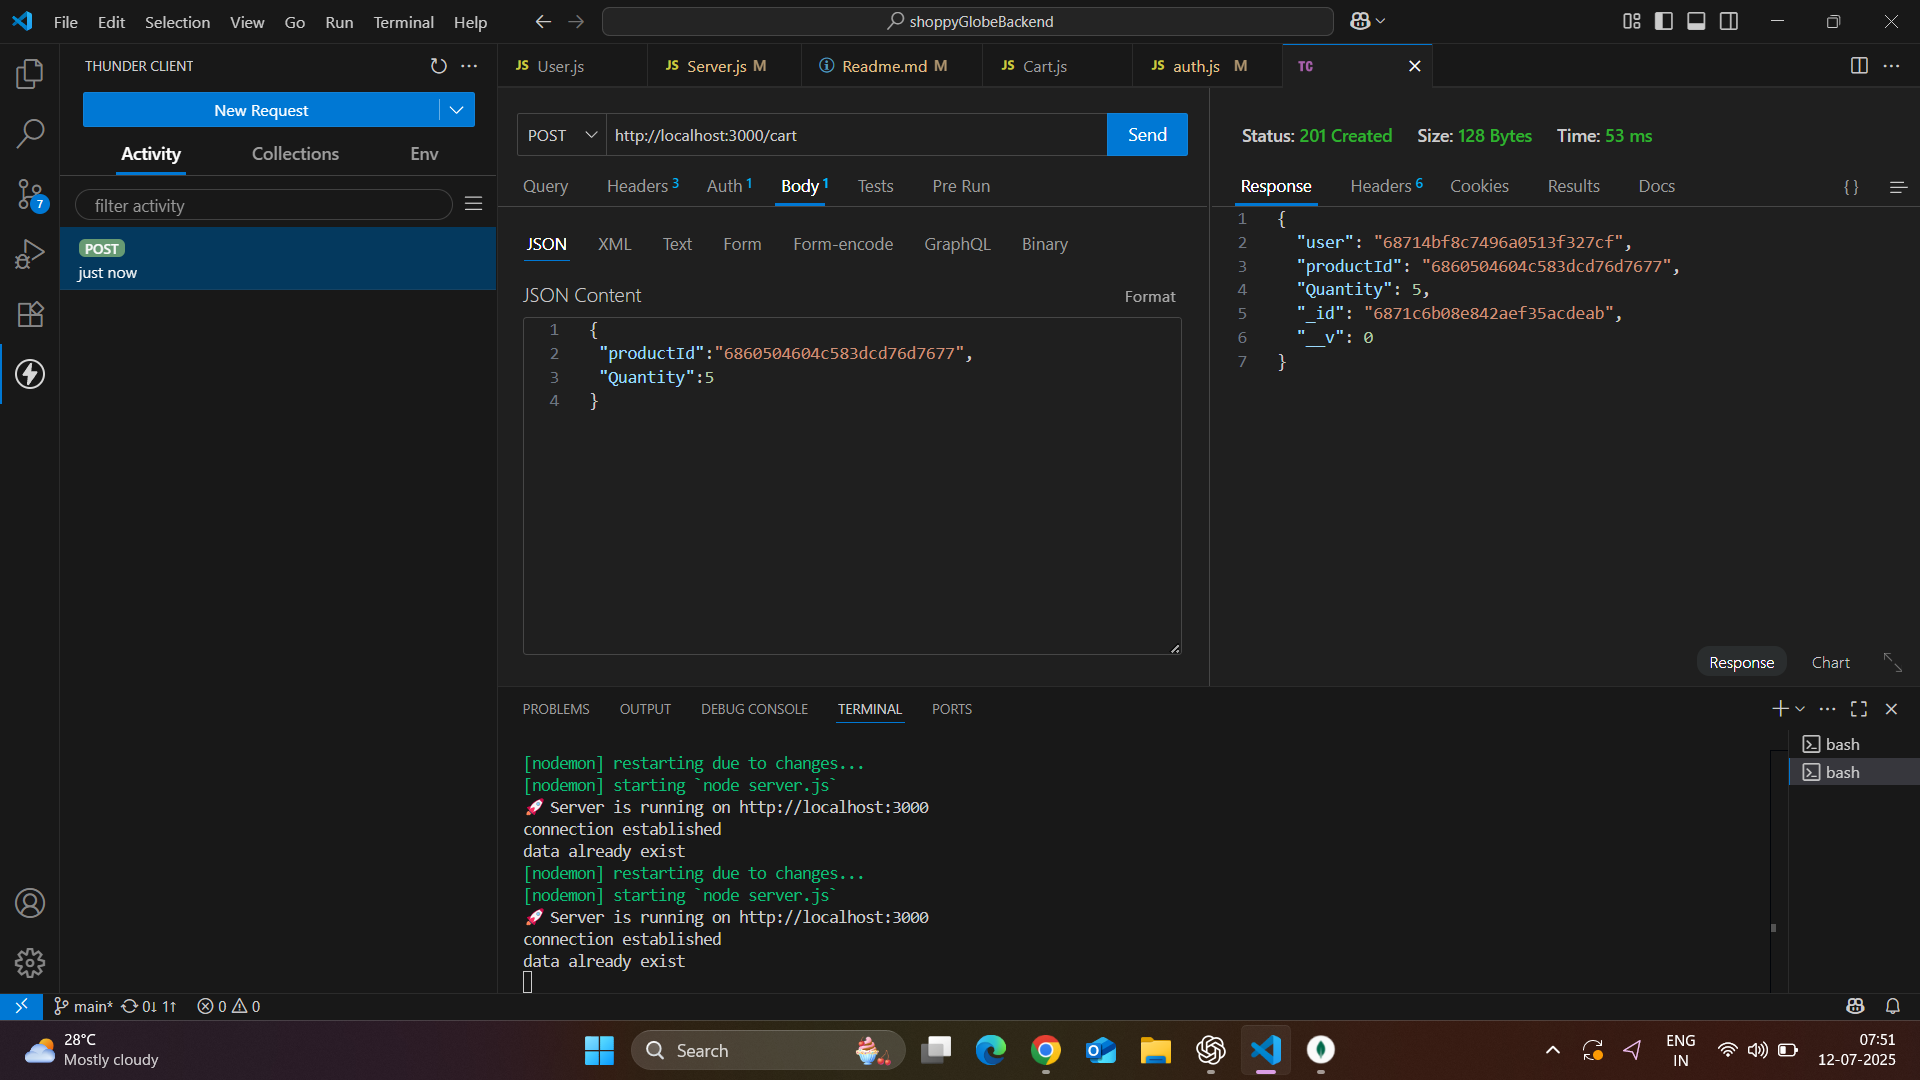 File Edit Selection View Go Run Terminal Help
shoppyGlobeBackend
THUNDER CLIENT
New Request
Activity Collections Env
filter activity
POST
just now
7
JS User.js
JS Server.js M
Readme.md M
JS Cart.js
JS auth.js M
TC
POST
http://localhost:3000/cart
Send
Query Headers 3 Auth 1 Body 1 Tests Pre Run
JSON XML Text Form Form-encode GraphQL Binary
JSON Content
Format
1 {
2 "productId":"6860504604c583dcd76d7677",
3 "Quantity":5
4 }
Status: 201 Created Size: 128 Bytes Time: 53 ms
Response Headers 6 Cookies Results Docs
{ }
1 {
2 "user": "68714bf8c7496a0513f327cf",
3 "productId": "6860504604c583dcd76d7677",
4 "Quantity": 5,
5 "_id": "6871c6b08e842aef35acdeab",
6 "__v": 0
7 }
Response Chart
PROBLEMS OUTPUT DEBUG CONSOLE TERMINAL PORTS
[nodemon] restarting due to changes...
[nodemon] starting `node server.js`
🚀 Server is running on http://localhost:3000
connection established
data already exist
[nodemon] restarting due to changes...
[nodemon] starting `node server.js`
🚀 Server is running on http://localhost:3000
connection established
data already exist
bash
bash
main* 0↓ 1↑ 0 0
28°C
Mostly cloudy
Search
ENG
IN
07:51
12-07-2025